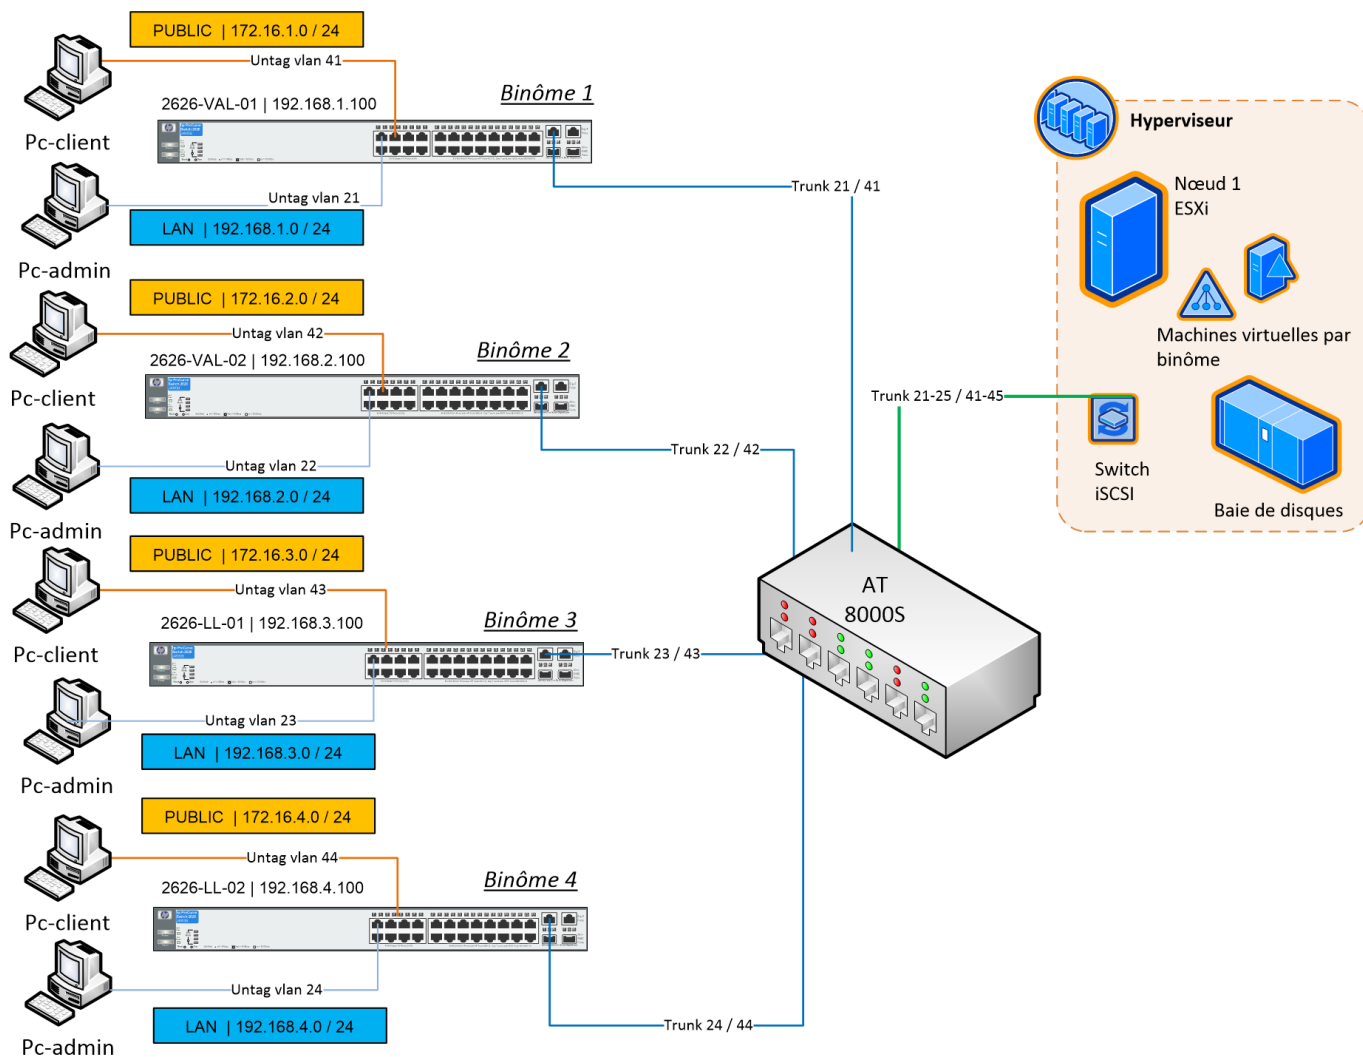 PUBLIC | 172.16.1.0 / 24
Untag vlan 41
2626-VAL-01 | 192.168.1.100
Binôme 1
Pc-client
Untag vlan 21
LAN | 192.168.1.0 / 24
Pc-admin
Trunk 21 / 41
PUBLIC | 172.16.2.0 / 24
Untag vlan 42
2626-VAL-02 | 192.168.2.100
Binôme 2
Pc-client
Untag vlan 22
LAN | 192.168.2.0 / 24
Pc-admin
Trunk 22 / 42
PUBLIC | 172.16.3.0 / 24
Untag vlan 43
2626-LL-01 | 192.168.3.100
Binôme 3
Pc-client
Untag vlan 23
LAN | 192.168.3.0 / 24
Pc-admin
Trunk 23 / 43
PUBLIC | 172.16.4.0 / 24
Untag vlan 44
2626-LL-02 | 192.168.4.100
Binôme 4
Pc-client
Untag vlan 24
LAN | 192.168.4.0 / 24
Pc-admin
Trunk 24 / 44
AT
8000S
Trunk 21-25 / 41-45
Hyperviseur
Nœud 1
ESXi
Machines virtuelles par
binôme
Switch
iSCSI
Baie de disques